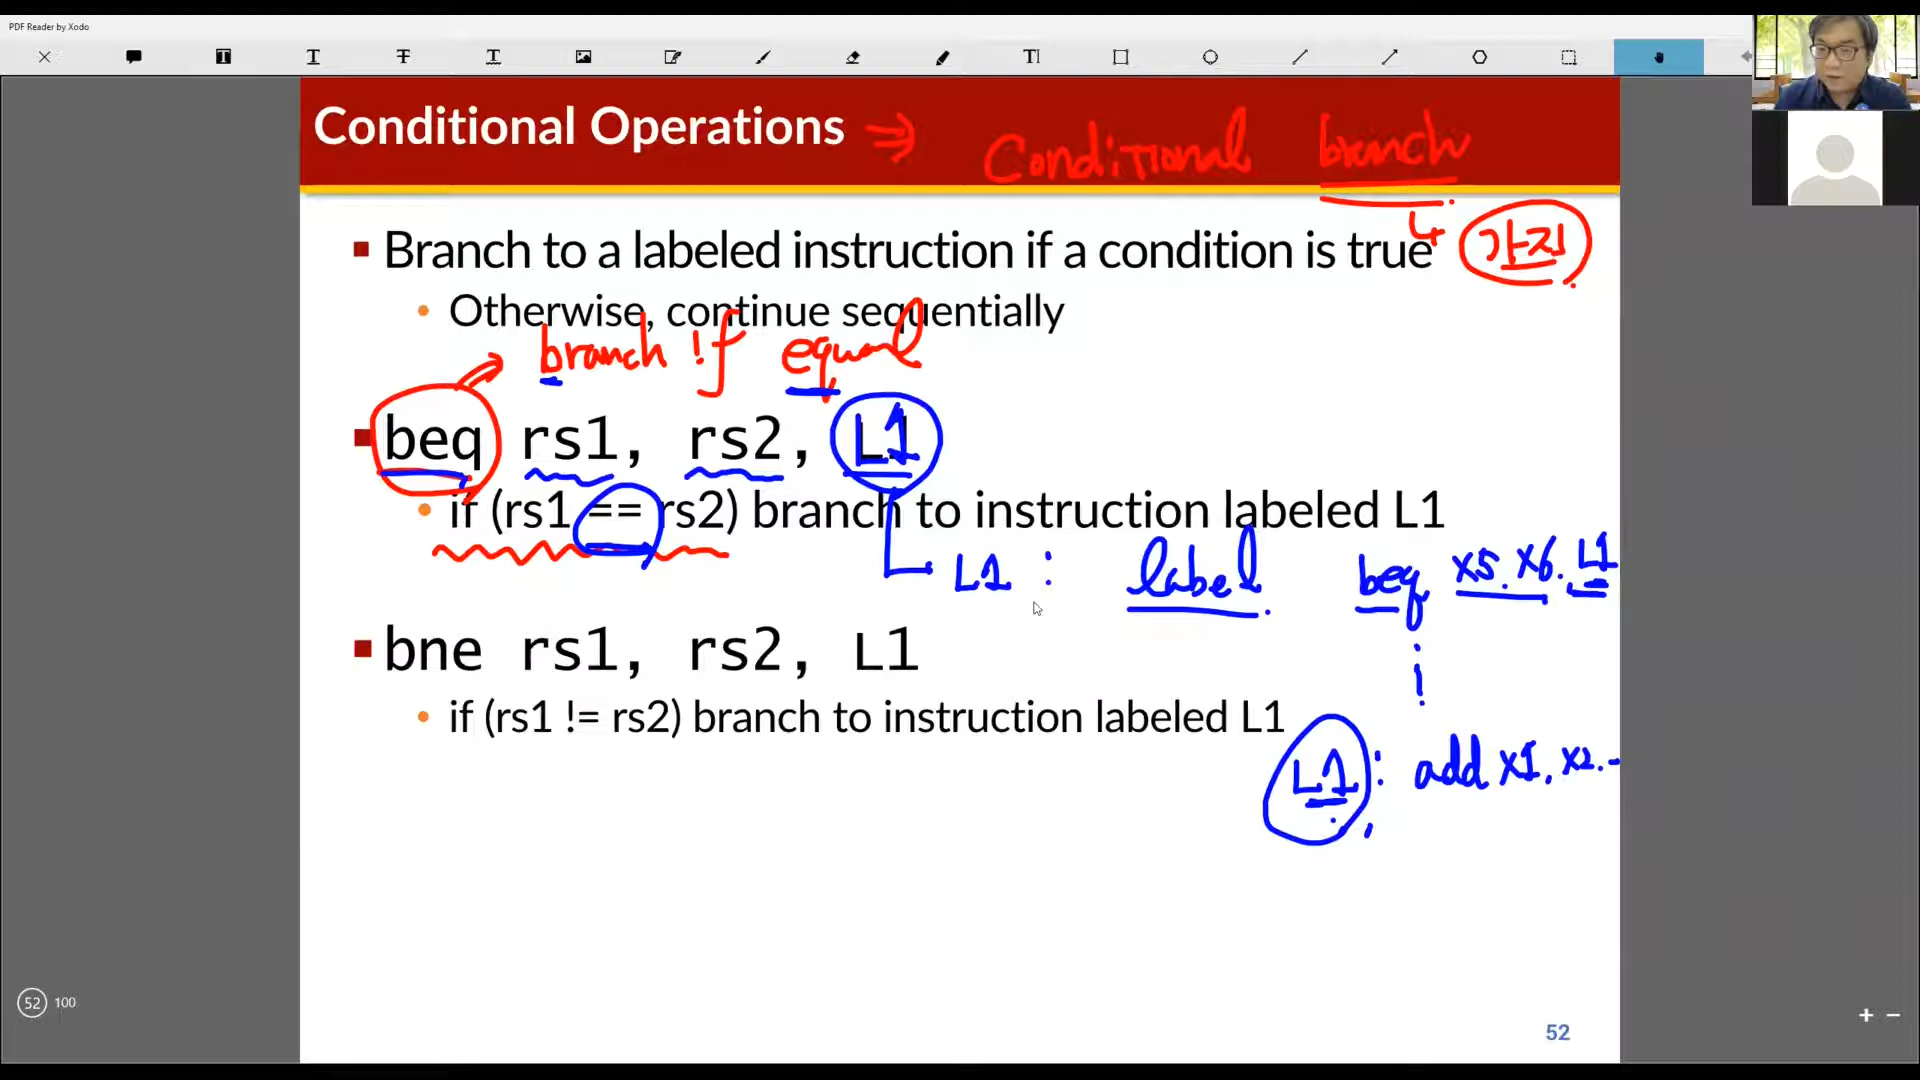 PDF Reader by Xodo
Conditional Operations ⇒ Conditional branch
Branch to a labeled instruction if a condition is true
가지
Otherwise, continue sequentially
branch if equal
beq rs1, rs2, L1
if (rs1 == rs2) branch to instruction labeled L1
L1 : label
beq x5, x6, L1
bne rs1, rs2, L1
if (rs1 != rs2) branch to instruction labeled L1
L1 : add x1, x2, -
52 100
52